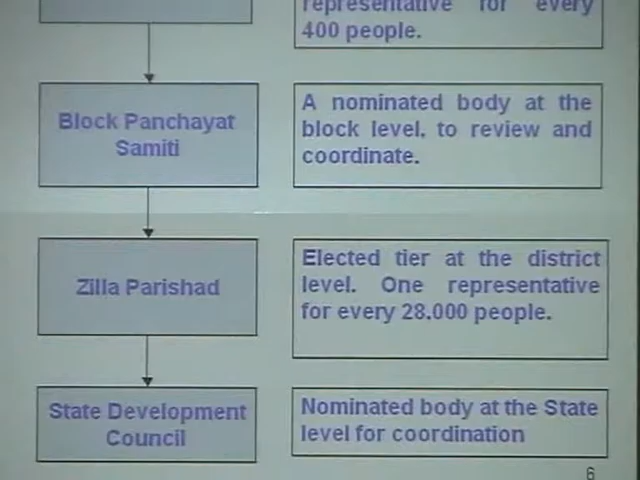 representative for every
400 people.
Block Panchayat
Samiti
A nominated body at the
block level, to review and
coordinate.
Zilla Parishad
Elected tier at the district
level. One representative
for every 28,000 people.
State Development
Council
Nominated body at the State
level for coordination
6